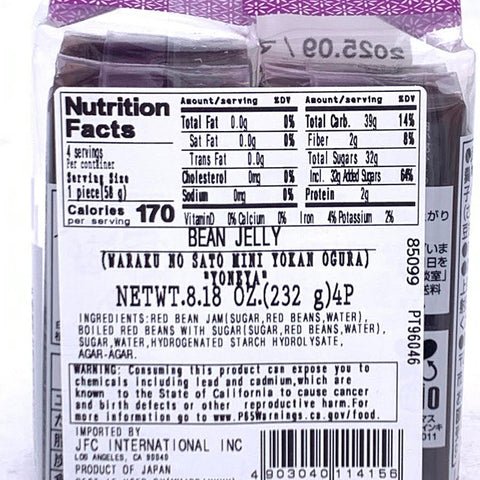 2025.09/
Nutrition Facts
4 servings
Per container
Serving Size
1 piece(58 g)
Calories 170
per serving
Amount/serving %DV
Total Fat 0.0g 0%
Sat Fat 0.0g 0%
Trans Fat 0.0g
Cholesterol 0mg 0%
Sodium 0mg 0%
Amount/serving %DV
Total Carb. 39g 14%
Fiber 2g 8%
Total Sugars 32g
Incl. 32g Added Sugars 64%
Protein 2g
VitaminD 0% Calcium 0% Iron 4% Potassium 2%
BEAN JELLY
(WARAKU NO SATO MINI YOKAN OGURA)
"YONEYA"
NETWT.8.18 OZ.(232 g)4P
INGREDIENTS:RED BEAN JAM(SUGAR,RED BEANS,WATER),
BOILED RED BEANS WITH SUGAR(SUGAR,RED BEANS,WATER),
SUGAR,WATER,HYDROGENATED STARCH HYDROLYSATE,
AGAR-AGAR.
WARNING: Consuming this product can expose you to
chemicals including lead and cadmium,which are
known to the State of California to cause cancer
and birth defects or other reproductive harm.For
more information go to www.P65Warnings.ca.gov/food.
IMPORTED BY
JFC INTERNATIONAL INC
LOS ANGELES, CA 90040
PRODUCT OF JAPAN
4 903040 114156
85099 PT96046